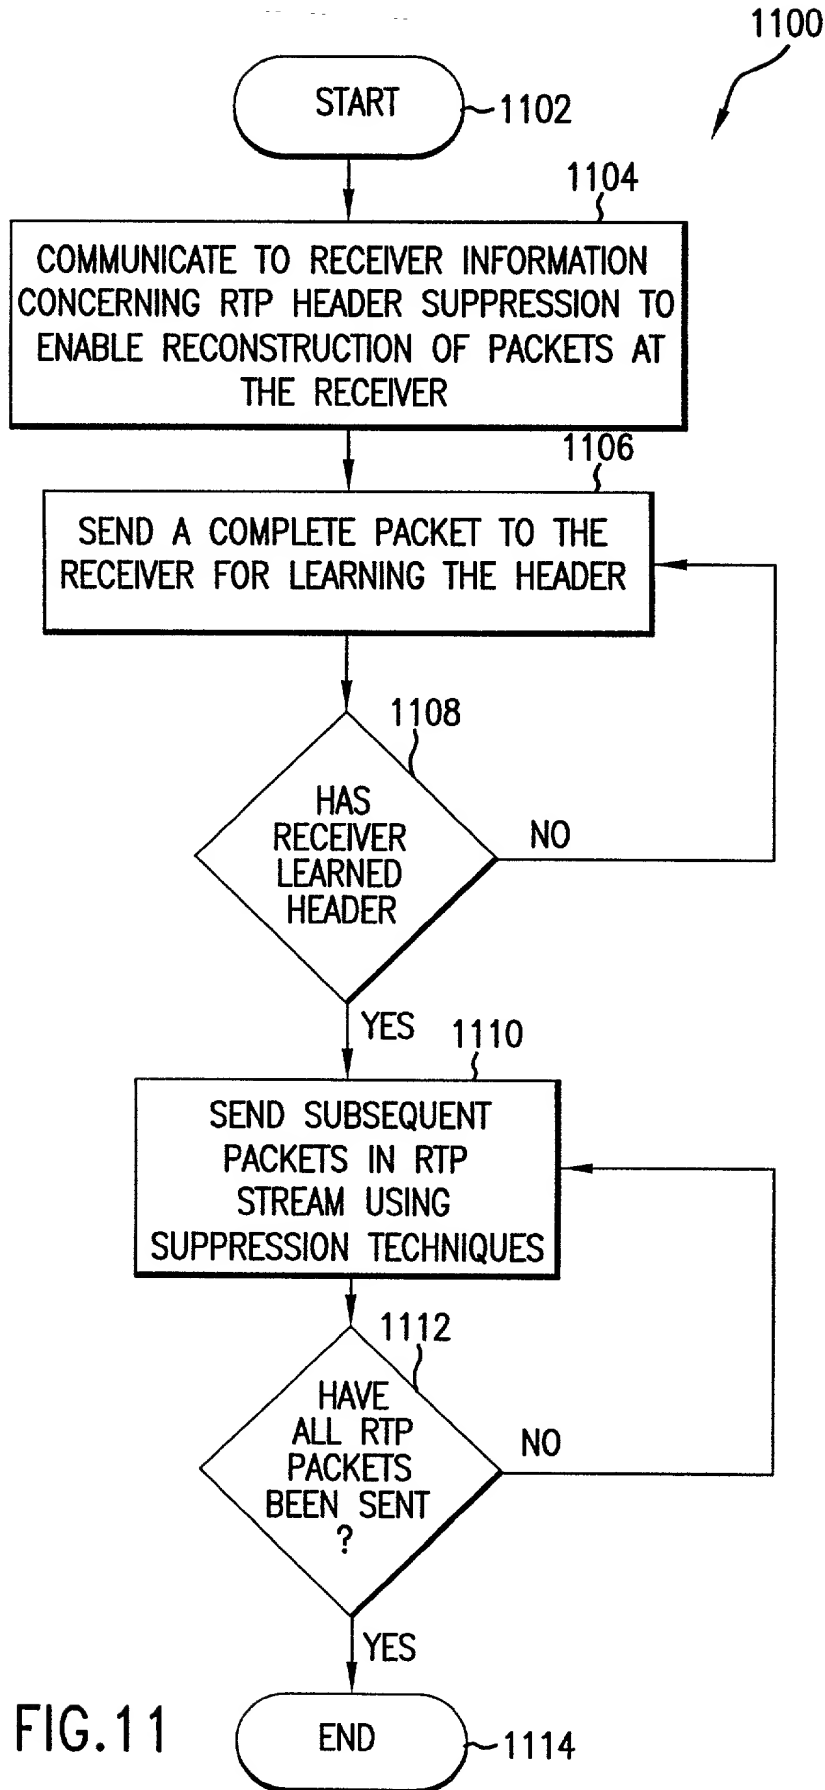 1100
START
1102
1104
COMMUNICATE TO RECEIVER INFORMATION
CONCERNING RTP HEADER SUPPRESSION TO
ENABLE RECONSTRUCTION OF PACKETS AT
THE RECEIVER
1106
SEND A COMPLETE PACKET TO THE
RECEIVER FOR LEARNING THE HEADER
1108
HAS
RECEIVER
LEARNED
HEADER
NO
YES
1110
SEND SUBSEQUENT
PACKETS IN RTP
STREAM USING
SUPPRESSION TECHNIQUES
1112
HAVE
ALL RTP
PACKETS
BEEN SENT
?
NO
YES
END
1114
FIG.11